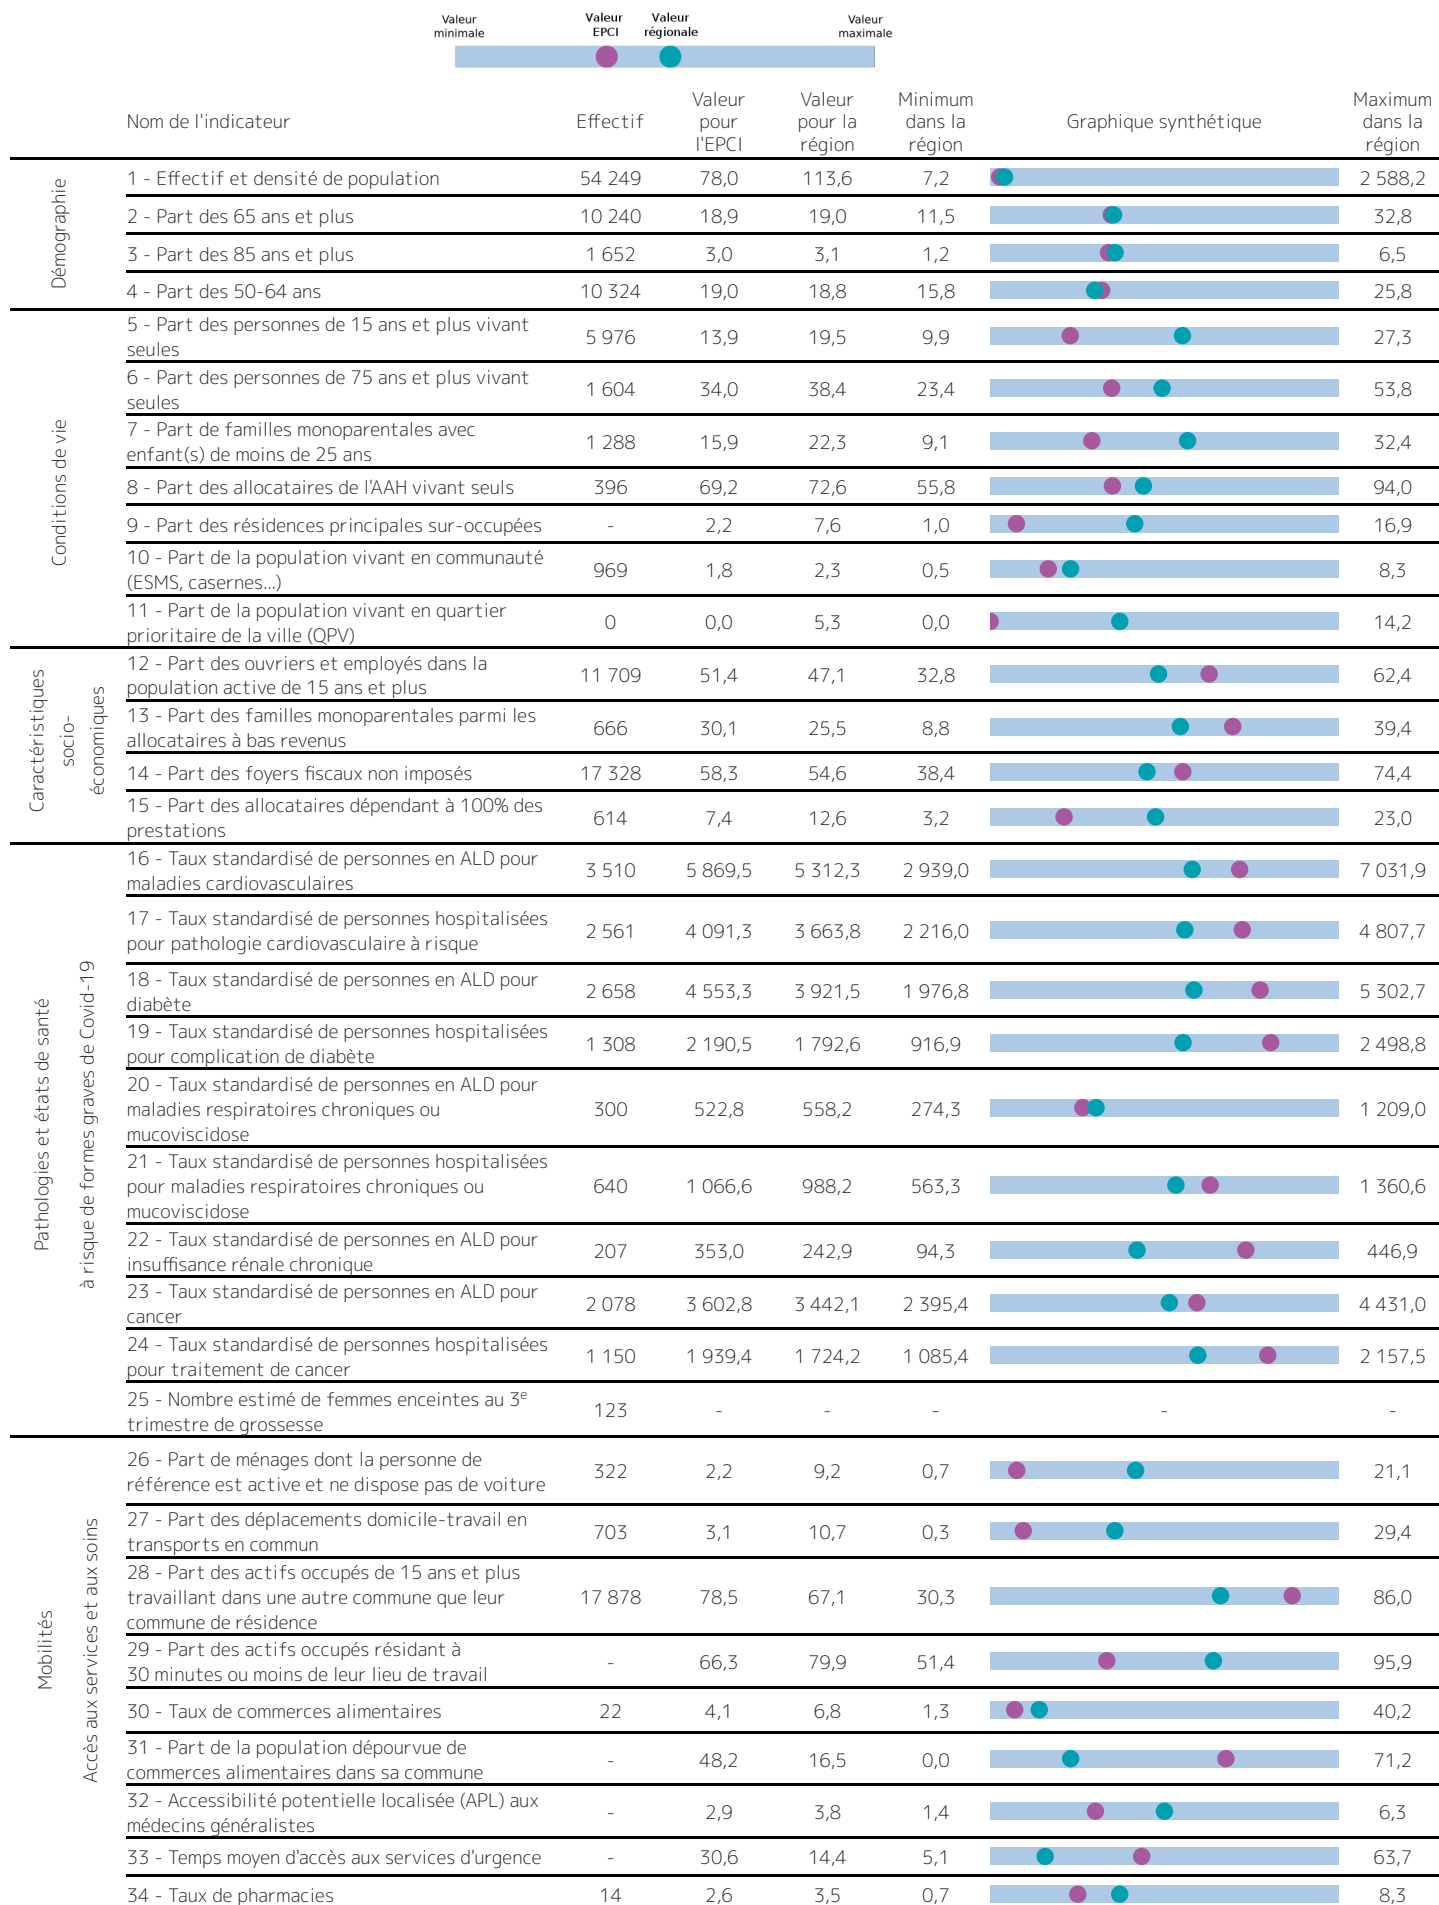 Valeur
minimale
Valeur
EPCI
Valeur
régionale
Valeur
maximale
Nom de l'indicateur
Effectif
Valeur
pour
l'EPCI
Valeur
pour la
région
Minimum
dans la
région
Graphique synthétique
Maximum
dans la
région
Démographie
1 - Effectif et densité de population 54 249 78,0 113,6 7,2 2 588,2
2 - Part des 65 ans et plus 10 240 18,9 19,0 11,5 32,8
3 - Part des 85 ans et plus 1 652 3,0 3,1 1,2 6,5
4 - Part des 50-64 ans 10 324 19,0 18,8 15,8 25,8
Conditions de vie
5 - Part des personnes de 15 ans et plus vivant
seules
5 976 13,9 19,5 9,9 27,3
6 - Part des personnes de 75 ans et plus vivant
seules
1 604 34,0 38,4 23,4 53,8
7 - Part de familles monoparentales avec
enfant(s) de moins de 25 ans
1 288 15,9 22,3 9,1 32,4
8 - Part des allocataires de l'AAH vivant seuls 396 69,2 72,6 55,8 94,0
9 - Part des résidences principales sur-occupées - 2,2 7,6 1,0 16,9
10 - Part de la population vivant en communauté
(ESMS, casernes...)
969 1,8 2,3 0,5 8,3
11 - Part de la population vivant en quartier
prioritaire de la ville (QPV)
0 0,0 5,3 0,0 14,2
Caractéristiques
socio-
économiques
12 - Part des ouvriers et employés dans la
population active de 15 ans et plus
11 709 51,4 47,1 32,8 62,4
13 - Part des familles monoparentales parmi les
allocataires à bas revenus
666 30,1 25,5 8,8 39,4
14 - Part des foyers fiscaux non imposés 17 328 58,3 54,6 38,4 74,4
15 - Part des allocataires dépendant à 100% des
prestations
614 7,4 12,6 3,2 23,0
Pathologies et états de santé
à risque de formes graves de Covid-19
16 - Taux standardisé de personnes en ALD pour
maladies cardiovasculaires
3 510 5 869,5 5 312,3 2 939,0 7 031,9
17 - Taux standardisé de personnes hospitalisées
pour pathologie cardiovasculaire à risque
2 561 4 091,3 3 663,8 2 216,0 4 807,7
18 - Taux standardisé de personnes en ALD pour
diabète
2 658 4 553,3 3 921,5 1 976,8 5 302,7
19 - Taux standardisé de personnes hospitalisées
pour complication de diabète
1 308 2 190,5 1 792,6 916,9 2 498,8
20 - Taux standardisé de personnes en ALD pour
maladies respiratoires chroniques ou
mucoviscidose
300 522,8 558,2 274,3 1 209,0
21 - Taux standardisé de personnes hospitalisées
pour maladies respiratoires chroniques ou
mucoviscidose
640 1 066,6 988,2 563,3 1 360,6
22 - Taux standardisé de personnes en ALD pour
insuffisance rénale chronique
207 353,0 242,9 94,3 446,9
23 - Taux standardisé de personnes en ALD pour
cancer
2 078 3 602,8 3 442,1 2 395,4 4 431,0
24 - Taux standardisé de personnes hospitalisées
pour traitement de cancer
1 150 1 939,4 1 724,2 1 085,4 2 157,5
25 - Nombre estimé de femmes enceintes au 3e
trimestre de grossesse
123 - - - - -
Mobilités
Accès aux services et aux soins
26 - Part de ménages dont la personne de
référence est active et ne dispose pas de voiture
322 2,2 9,2 0,7 21,1
27 - Part des déplacements domicile-travail en
transports en commun
703 3,1 10,7 0,3 29,4
28 - Part des actifs occupés de 15 ans et plus
travaillant dans une autre commune que leur
commune de résidence
17 878 78,5 67,1 30,3 86,0
29 - Part des actifs occupés résidant à
30 minutes ou moins de leur lieu de travail
- 66,3 79,9 51,4 95,9
30 - Taux de commerces alimentaires 22 4,1 6,8 1,3 40,2
31 - Part de la population dépourvue de
commerces alimentaires dans sa commune
- 48,2 16,5 0,0 71,2
32 - Accessibilité potentielle localisée (APL) aux
médecins généralistes
- 2,9 3,8 1,4 6,3
33 - Temps moyen d'accès aux services d'urgence - 30,6 14,4 5,1 63,7
34 - Taux de pharmacies 14 2,6 3,5 0,7 8,3